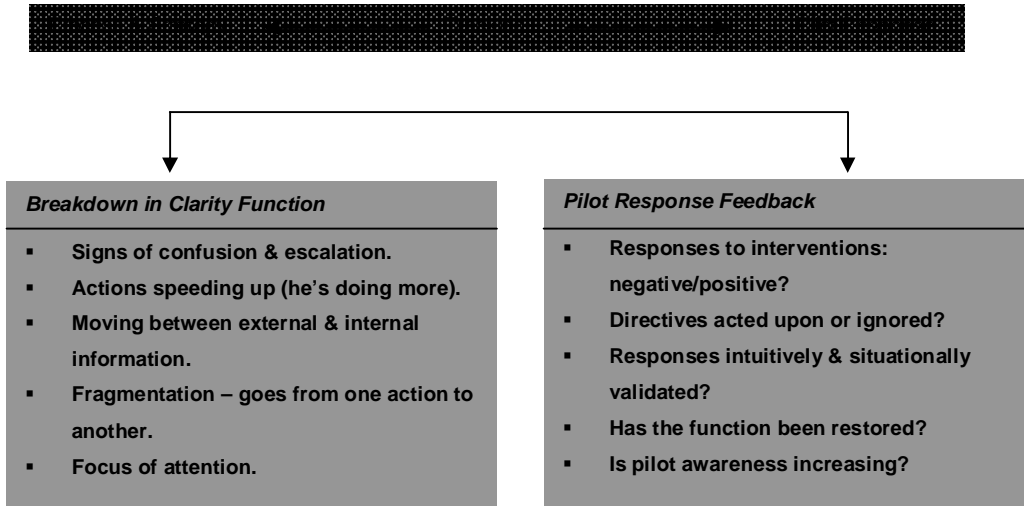 Breakdown in Clarity Function
▪ Signs of confusion & escalation.
▪ Actions speeding up (he's doing more).
▪ Moving between external & internal
information.
▪ Fragmentation – goes from one action to
another.
▪ Focus of attention.
Pilot Response Feedback
▪ Responses to interventions:
negative/positive?
▪ Directives acted upon or ignored?
▪ Responses intuitively & situationally
validated?
▪ Has the function been restored?
▪ Is pilot awareness increasing?